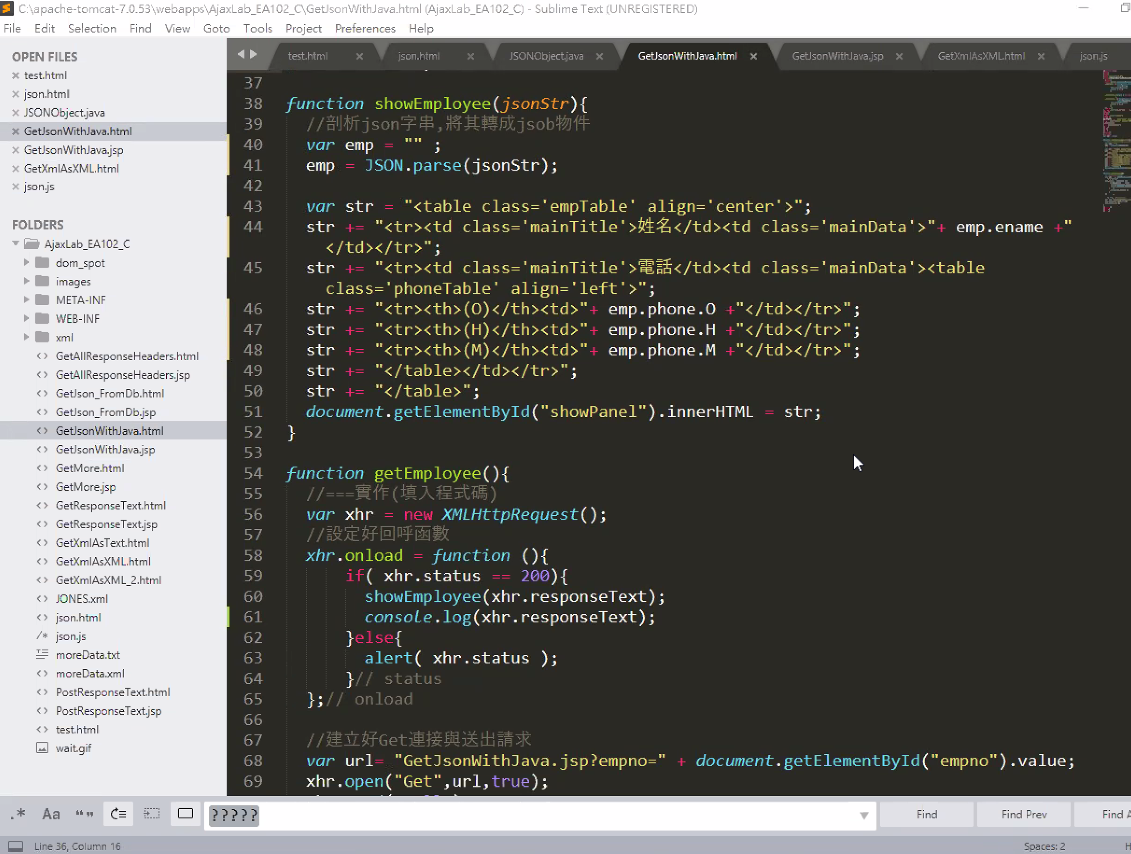 C:\apache-tomcat-7.0.53\webapps\AjaxLab_EA102_C\GetJsonWithJava.html (AjaxLab_EA102_C) - Sublime Text (UNREGISTERED)
File Edit Selection Find View Goto Tools Project Preferences Help
OPEN FILES
test.html
json.html
JSONObject.java
GetJsonWithJava.html
GetJsonWithJava.jsp
GetXmlAsXML.html
json.js
FOLDERS
AjaxLab_EA102_C
dom_spot
images
META-INF
WEB-INF
xml
GetAllResponseHeaders.html
GetAllResponseHeaders.jsp
GetJson_FromDb.html
GetJson_FromDb.jsp
GetJsonWithJava.html
GetJsonWithJava.jsp
GetMore.html
GetMore.jsp
GetResponseText.html
GetResponseText.jsp
GetXmlAsText.html
GetXmlAsXML.html
GetXmlAsXML_2.html
JONES.xml
json.html
json.js
moreData.txt
moreData.xml
PostResponseText.html
PostResponseText.jsp
test.html
wait.gif
test.html json.html JSONObject.java GetJsonWithJava.html GetJsonWithJava.jsp GetXmlAsXML.html json.js
37
38 function showEmployee(jsonStr){
39 //剖析json字串,將其轉成jsob物件
40 var emp = "" ;
41 emp = JSON.parse(jsonStr);
42
43 var str = "<table class='empTable' align='center'>";
44 str += "<tr><td class='mainTitle'>姓名</td><td class='mainData'>"+ emp.ename +"
</td></tr>";
45 str += "<tr><td class='mainTitle'>電話</td><td class='mainData'><table
class='phoneTable' align='left'>";
46 str += "<tr><th>(O)</th><td>"+ emp.phone.O +"</td></tr>";
47 str += "<tr><th>(H)</th><td>"+ emp.phone.H +"</td></tr>";
48 str += "<tr><th>(M)</th><td>"+ emp.phone.M +"</td></tr>";
49 str += "</table></td></tr>";
50 str += "</table>";
51 document.getElementById("showPanel").innerHTML = str;
52 }
53
54 function getEmployee(){
55 //===實作(填入程式碼)
56 var xhr = new XMLHttpRequest();
57 //設定好回呼函數
58 xhr.onload = function (){
59 if( xhr.status == 200){
60 showEmployee(xhr.responseText);
61 console.log(xhr.responseText);
62 }else{
63 alert( xhr.status );
64 }// status
65 };// onload
66
67 //建立好Get連接與送出請求
68 var url= "GetJsonWithJava.jsp?empno=" + document.getElementById("empno").value;
69 xhr.open("Get",url,true);
.* Aa “” ????? Find Find Prev Find A
Line 36, Column 16 Spaces: 2 H